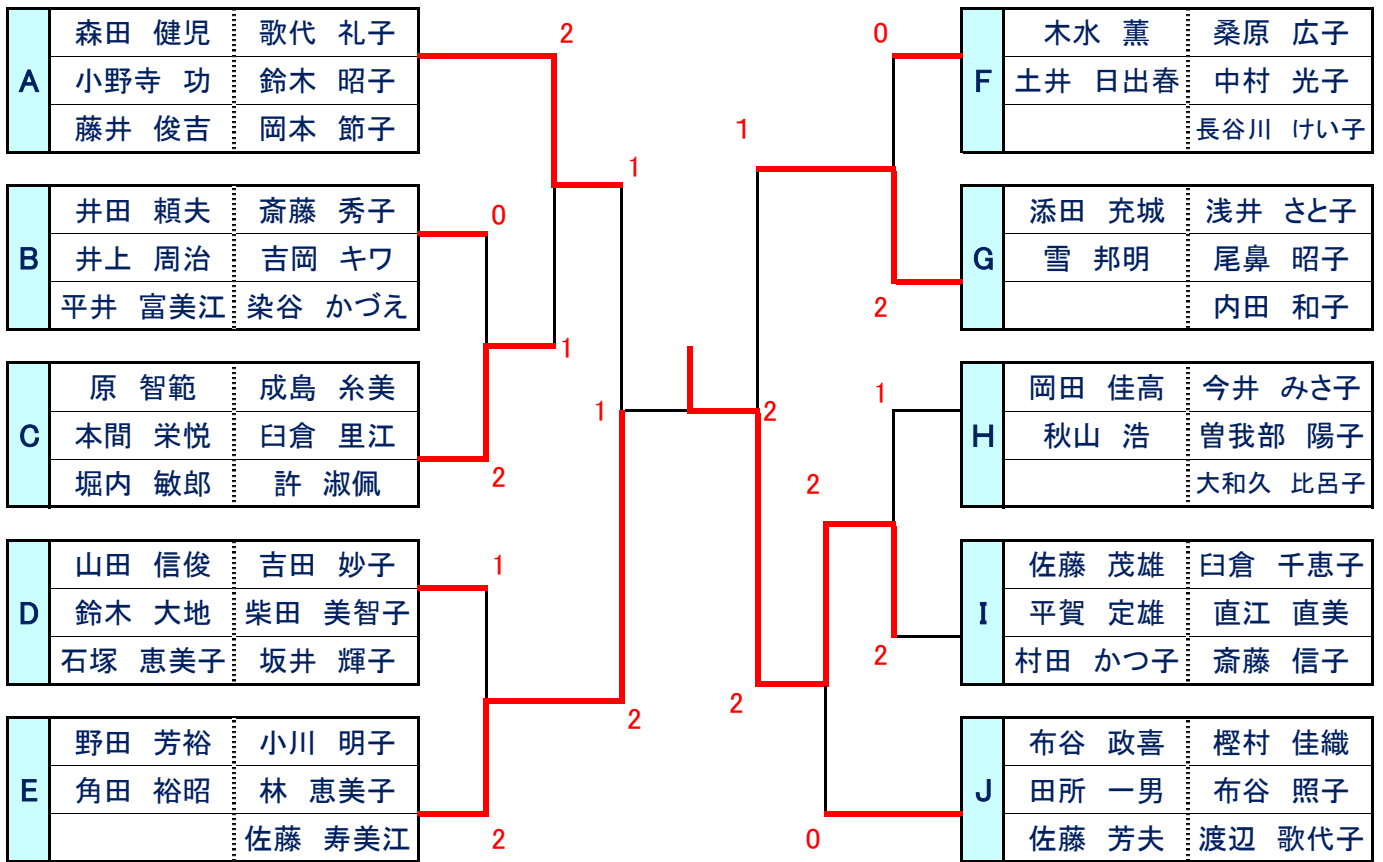 A
森田 健児 歌代 礼子
小野寺 功 鈴木 昭子
藤井 俊吉 岡本 節子
B
井田 頼夫 斎藤 秀子
井上 周治 吉岡 キワ
平井 富美江 染谷 かづえ
C
原 智範 成島 糸美
本間 栄悦 臼倉 里江
堀内 敏郎 許 淑佩
D
山田 信俊 吉田 妙子
鈴木 大地 柴田 美智子
石塚 恵美子 坂井 輝子
E
野田 芳裕 小川 明子
角田 裕昭 林 恵美子
佐藤 寿美江
2
0
1
1
2
1
1
2
2
0
1
2
2
1
2
2
2
0
F
木水 薫 桑原 広子
土井 日出春 中村 光子
長谷川 けい子
G
添田 充城 浅井 さと子
雪 邦明 尾鼻 昭子
内田 和子
H
岡田 佳高 今井 みさ子
秋山 浩 曽我部 陽子
大和久 比呂子
I
佐藤 茂雄 臼倉 千恵子
平賀 定雄 直江 直美
村田 かつ子 斎藤 信子
J
布谷 政喜 樫村 佳織
田所 一男 布谷 照子
佐藤 芳夫 渡辺 歌代子